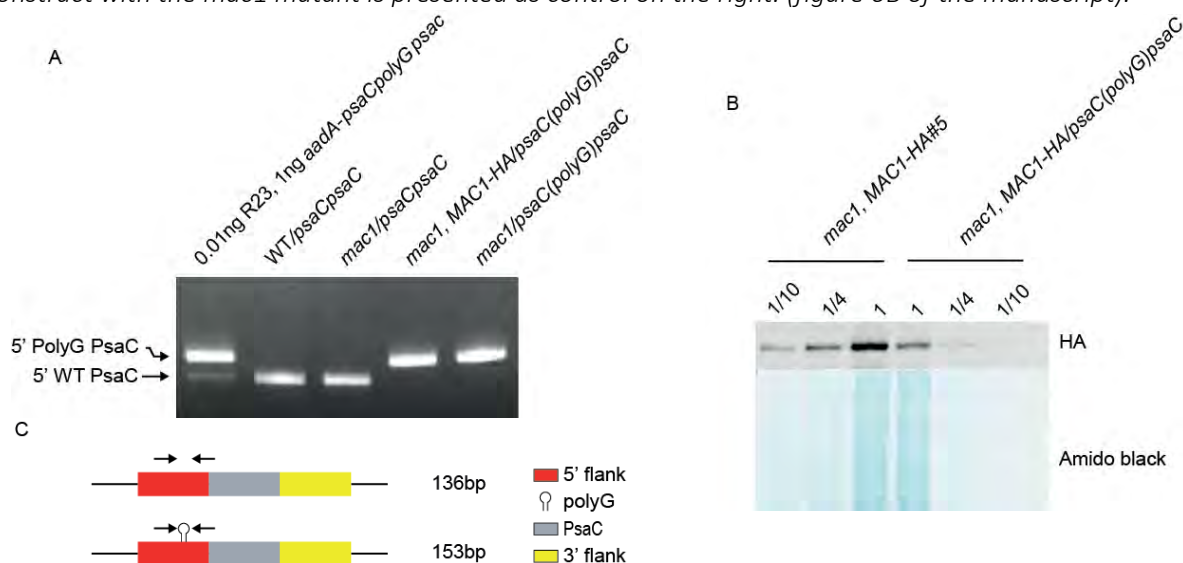 onstruct with the mac1 mutant is presented as control on the right. (figure 6B of the manuscript).
A
0.01ng R23, 1ng aadA-psaCpolyG psac
WT/psaCpsaC
mac1/psaCpsaC
mac1, MAC1-HA/psaC(polyG)psaC
mac1/psaC(polyG)psaC
5' PolyG PsaC
5' WT PsaC
B
mac1, MAC1-HA#5
mac1, MAC1-HA/psaC(polyG)psaC
1/10 1/4 1 1 1/4 1/10
HA
Amido black
C
136bp
153bp
5' flank
polyG
PsaC
3' flank